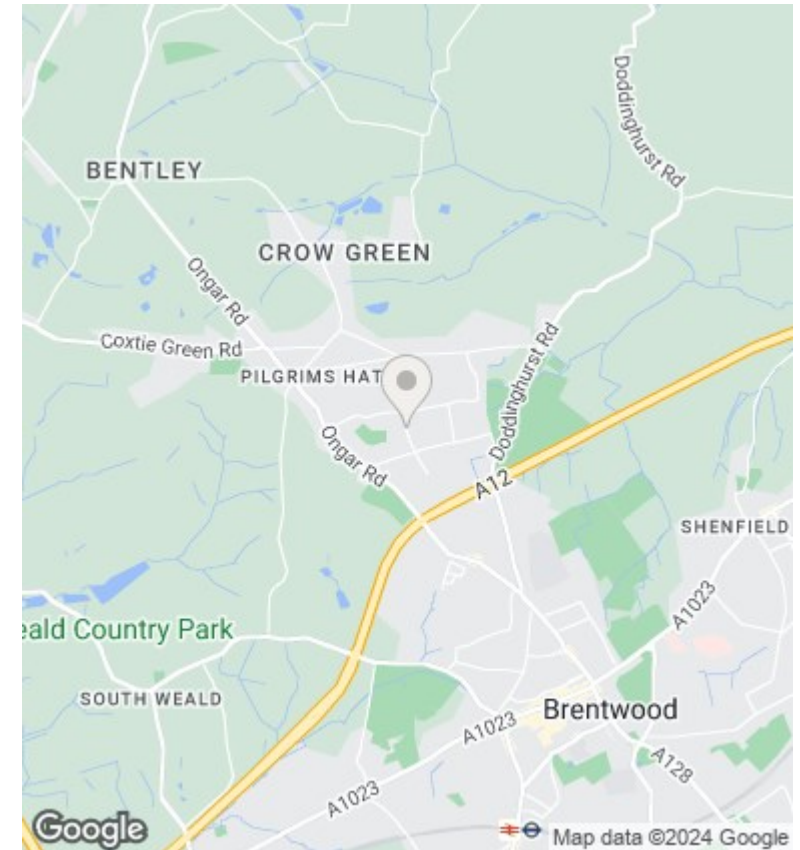 Doddinghurst Rd
BENTLEY
CROW GREEN
Ongar Rd
Coxtie Green Rd
Doddinghurst Rd
PILGRIMS HAT
Ongar Rd
A12
SHENFIELD
A1023
eald Country Park
SOUTH WEALD
Brentwood
A1023
A128
A1023
Google
Map data ©2024 Google